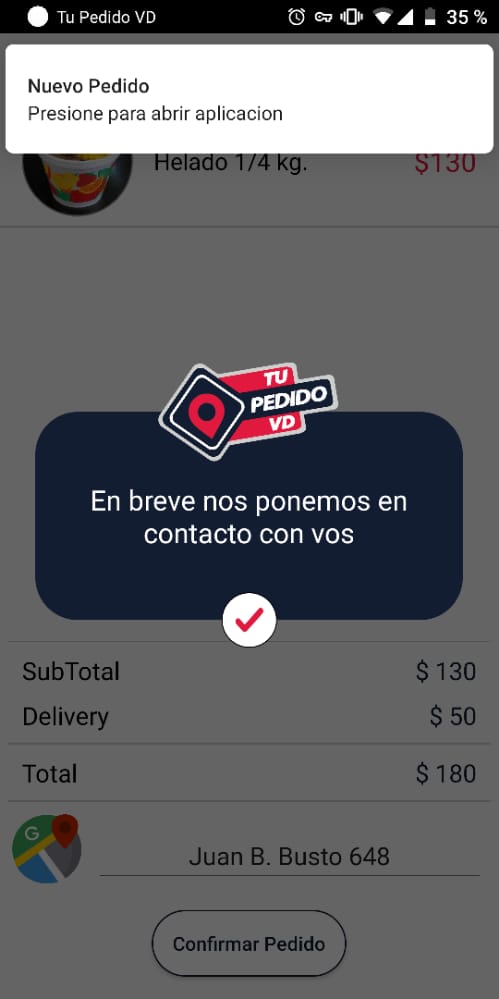 Tu Pedido VD
35 %
Nuevo Pedido
Presione para abrir aplicacion
Helado 1/4 kg.
$130
TU
PEDIDO
VD
En breve nos ponemos en
contacto con vos
SubTotal
$ 130
Delivery
$ 50
Total
$ 180
G
Juan B. Busto 648
Confirmar Pedido